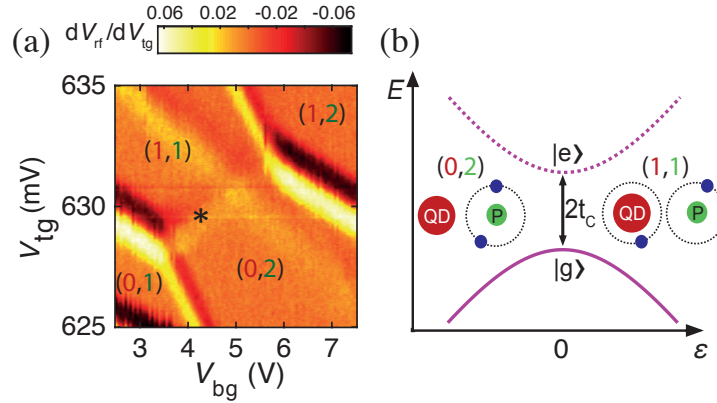 (a)
dV_rf/dV_tg
0.06 0.02 -0.02 -0.06
V_tg (mV)
635
630
625
(1,1)
(1,2)
*
(0,1)
(0,2)
3 4 5 6 7
V_bg (V)
(b)
E
|e⟩
(0,2)
(1,1)
QD P
2t_C
QD P
|g⟩
0
ε